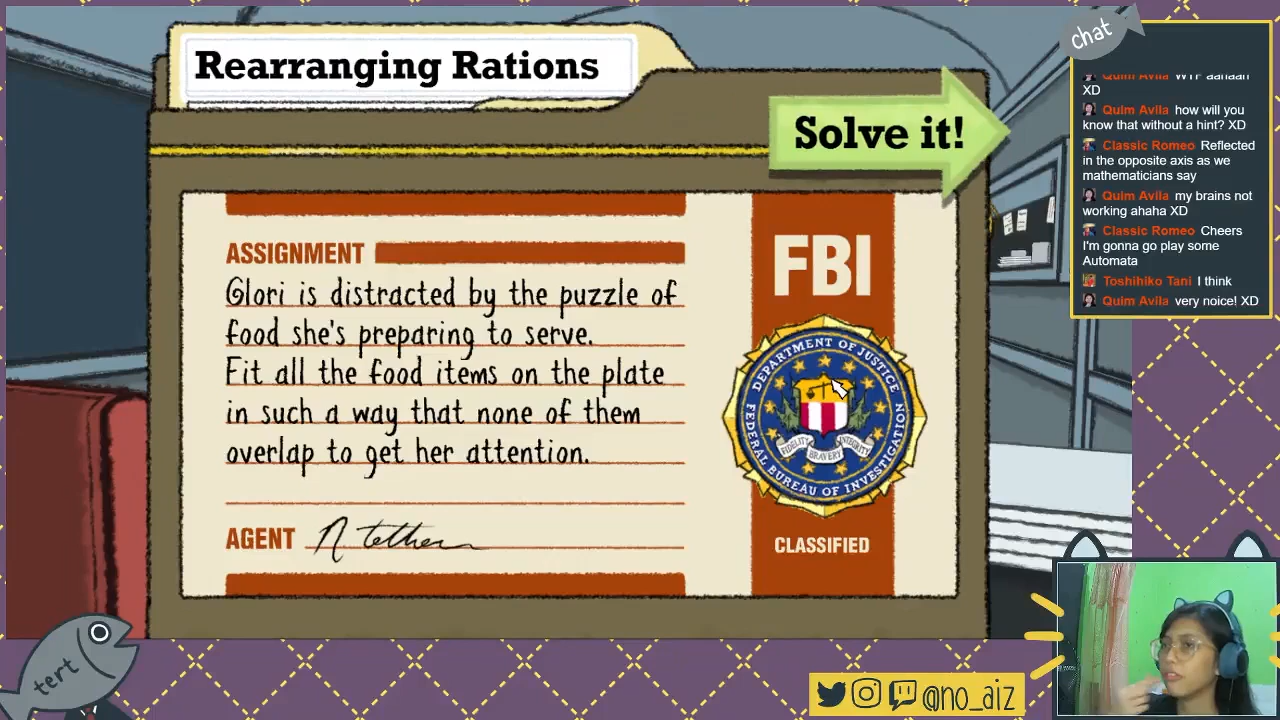 Rearranging Rations
Solve it!
ASSIGNMENT
Glori is distracted by the puzzle of
food she's preparing to serve.
Fit all the food items on the plate
in such a way that none of them
overlap to get her attention.
AGENT N tether
FBI
DEPARTMENT OF JUSTICE
FIDELITY BRAVERY INTEGRITY
FEDERAL BUREAU OF INVESTIGATION
CLASSIFIED
chat
Quim Avila WTF
XD
Quim Avila how will you
know that without a hint? XD
Classic Romeo Reflected
in the opposite axis as we
mathematicians say
Quim Avila my brains not
working ahaha XD
Classic Romeo Cheers
I'm gonna go play some
Automata
Toshihiko Tani I think
Quim Avila very noice! XD
tert
@no_aiz